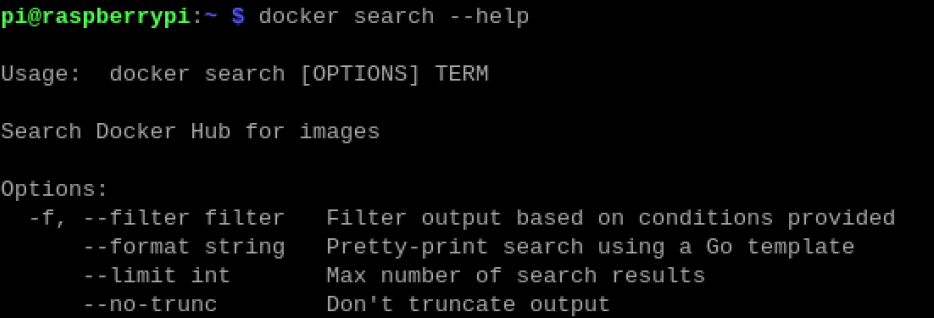 pi@raspberrypi:~ $ docker search --help
Usage:  docker search [OPTIONS] TERM
Search Docker Hub for images
Options:
  -f, --filter filter   Filter output based on conditions provided
      --format string   Pretty-print search using a Go template
      --limit int       Max number of search results
      --no-trunc        Don't truncate output